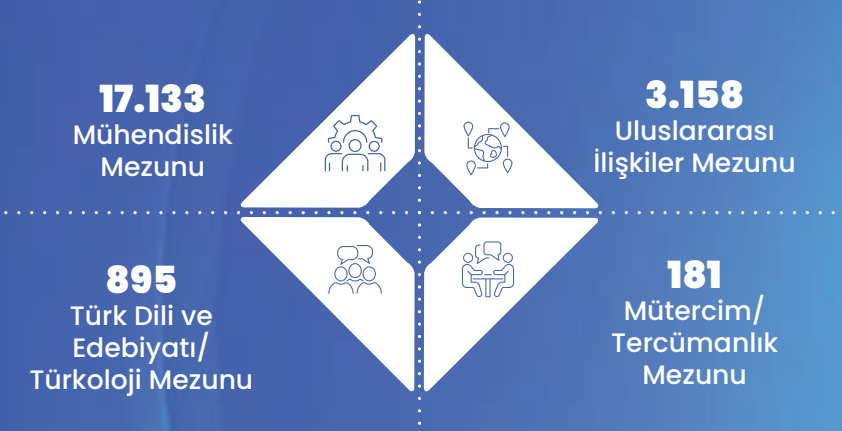 17.133
Mühendislik
Mezunu
3.158
Uluslararası
İlişkiler Mezunu
895
Türk Dili ve
Edebiyatı/
Türkoloji Mezunu
181
Mütercim/
Tercümanlık
Mezunu